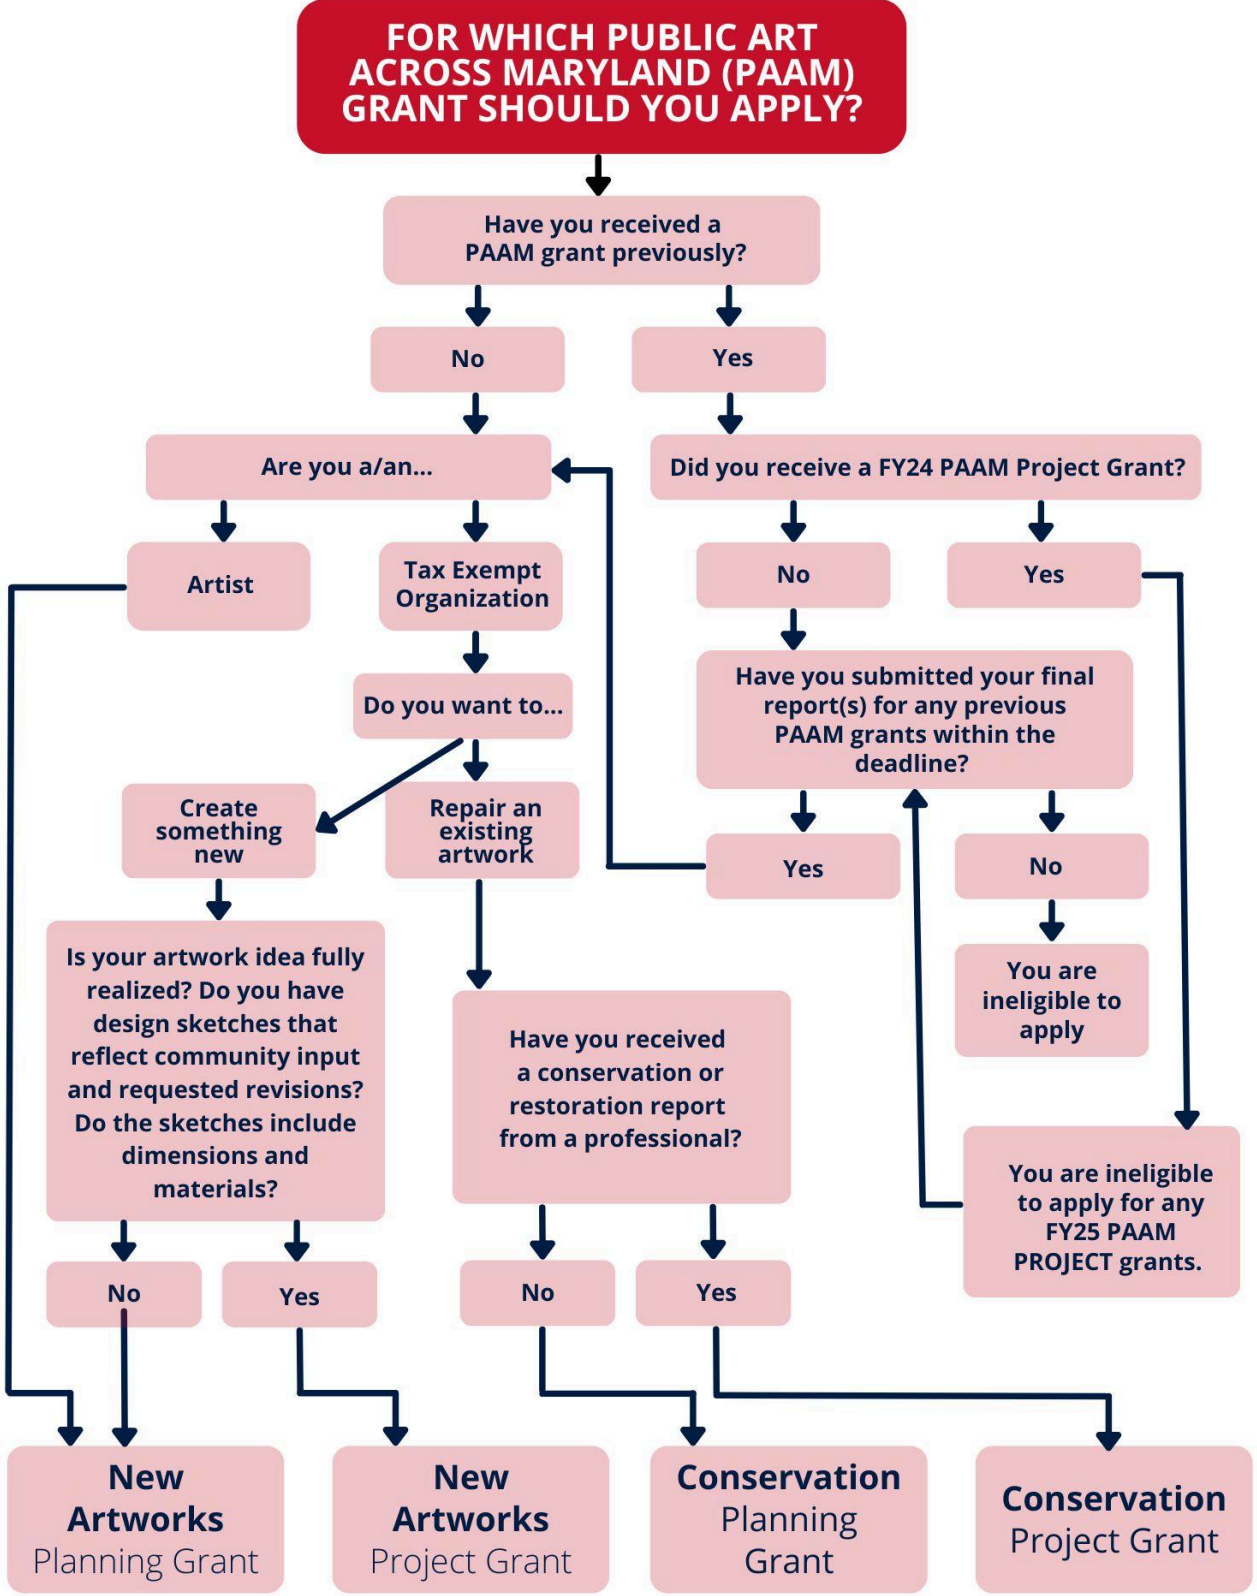 FOR WHICH PUBLIC ART
ACROSS MARYLAND (PAAM)
GRANT SHOULD YOU APPLY?
Have you received a
PAAM grant previously?
No
Yes
Are you a/an...
Did you receive a FY24 PAAM Project Grant?
Artist
Tax Exempt
Organization
No
Yes
Do you want to...
Have you submitted your final
report(s) for any previous
PAAM grants within the
deadline?
Create
something
new
Repair an
existing
artwork
Yes
No
Is your artwork idea fully
realized? Do you have
design sketches that
reflect community input
and requested revisions?
Do the sketches include
dimensions and
materials?
Have you received
a conservation or
restoration report
from a professional?
You are
ineligible to
apply
You are ineligible
to apply for any
FY25 PAAM
PROJECT grants.
No
Yes
No
Yes
New
Artworks
Planning Grant
New
Artworks
Project Grant
Conservation
Planning
Grant
Conservation
Project Grant